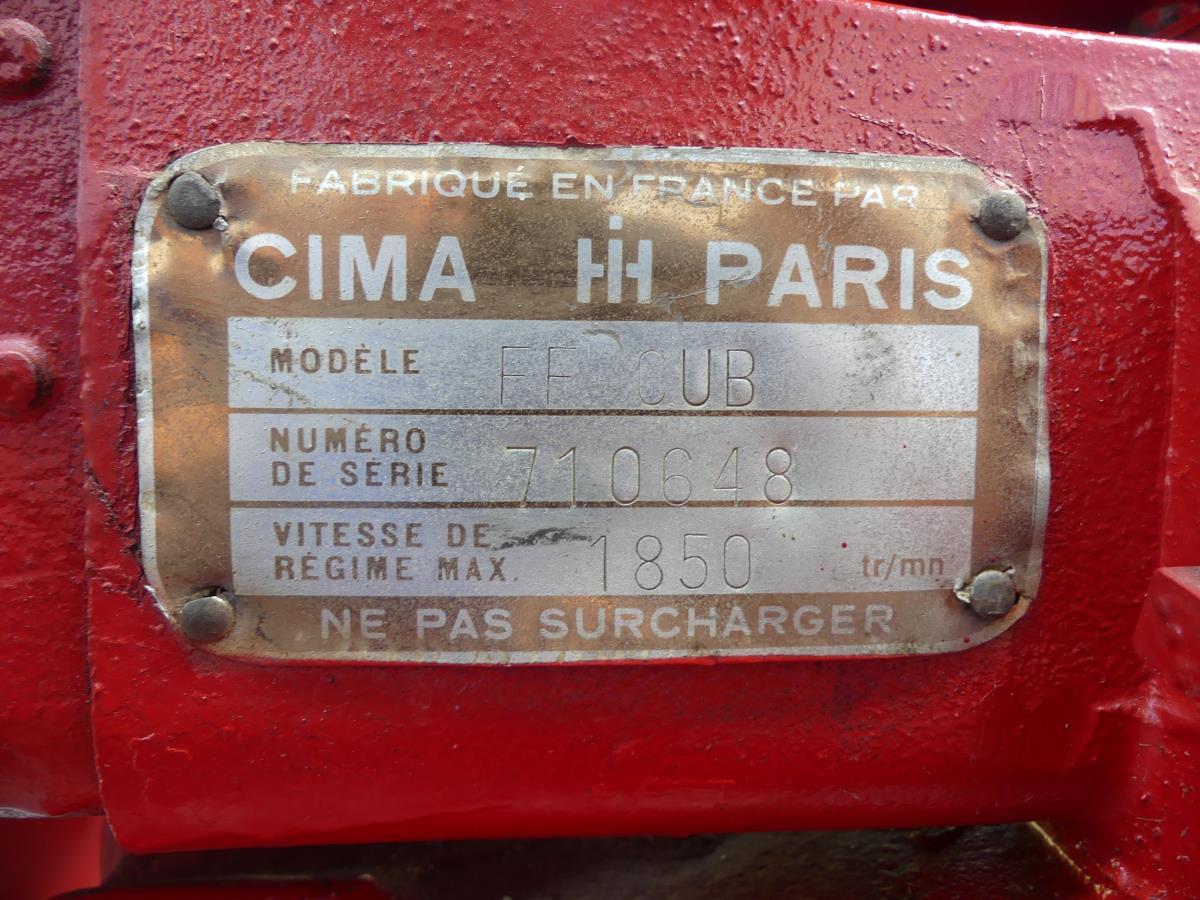 FABRIQUÉ EN FRANCE PAR
CIMA IH PARIS
MODÈLE FF CUB
NUMÉRO
DE SÉRIE 710648
VITESSE DE
RÉGIME MAX. 1850 tr/mn
NE PAS SURCHARGER